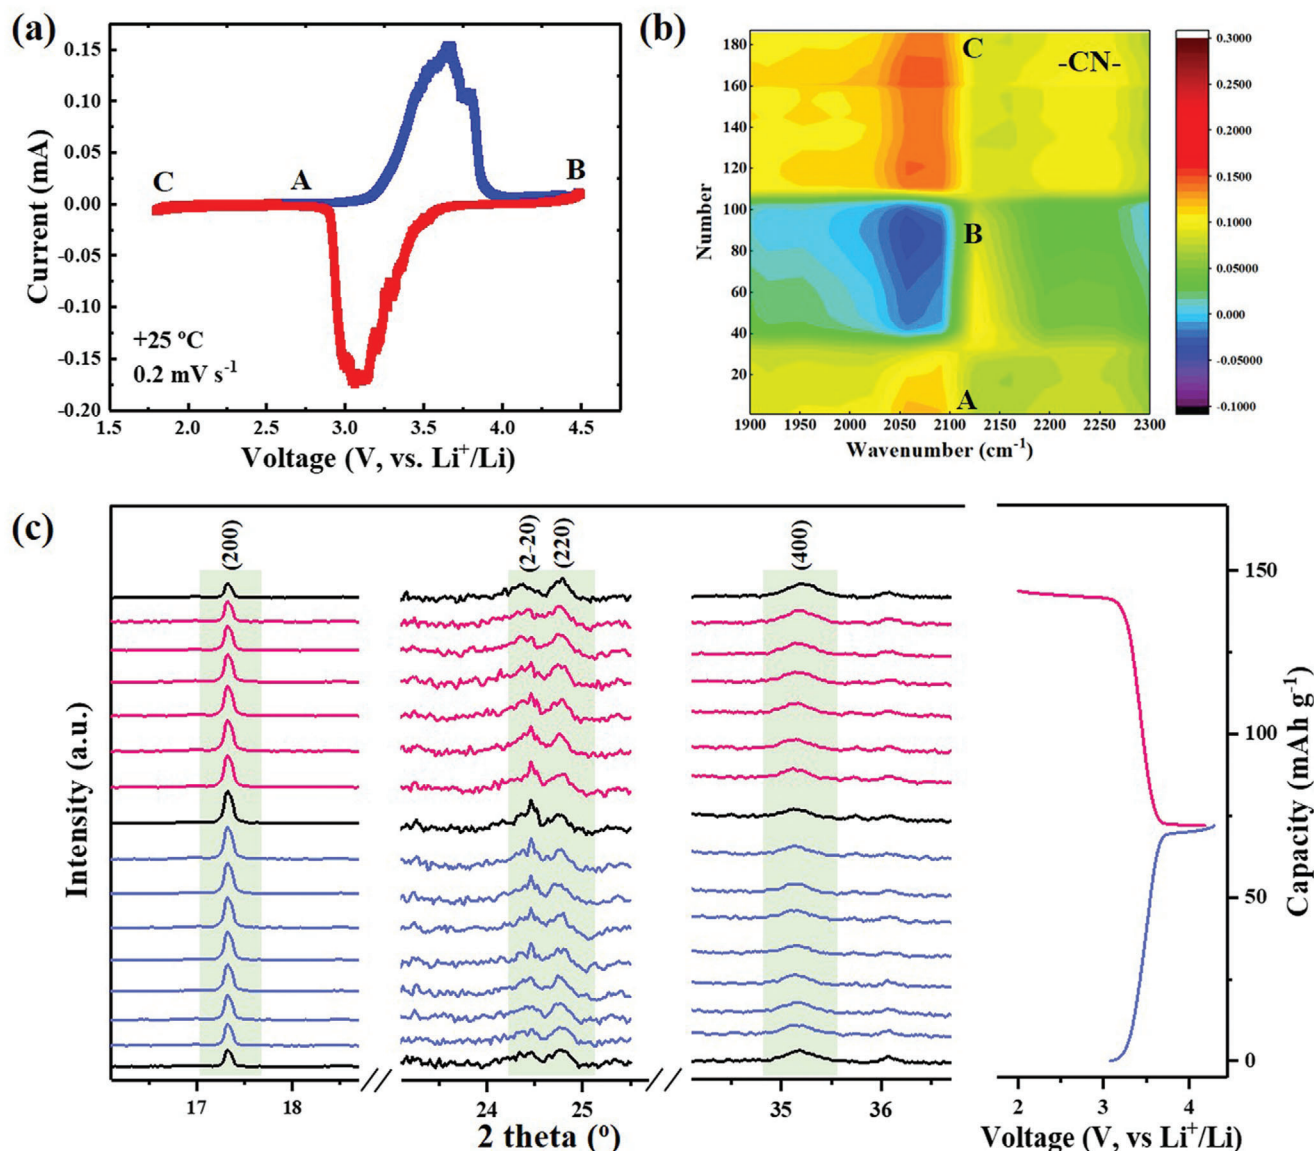 (a)
0.15
0.10
0.05
0.00
-0.05
-0.10
-0.15
-0.20
Current (mA)
C
A
B
+25 ºC
0.2 mV s⁻¹
1.5 2.0 2.5 3.0 3.5 4.0 4.5
Voltage (V, vs. Li⁺/Li)
(b)
180
160
140
120
100
80
60
40
20
Number
C
-CN-
B
A
1900 1950 2000 2050 2100 2150 2200 2250 2300
Wavenumber (cm⁻¹)
0.3000
0.2500
0.2000
0.1500
0.1000
0.05000
0.000
-0.05000
-0.1000
(c)
Intensity (a.u.)
(200)
(2-20)
(220)
(400)
17 18 24 25 35 36
2 theta (º)
150
100
50
0
Capacity (mAh g⁻¹)
2 3 4
Voltage (V, vs Li⁺/Li)